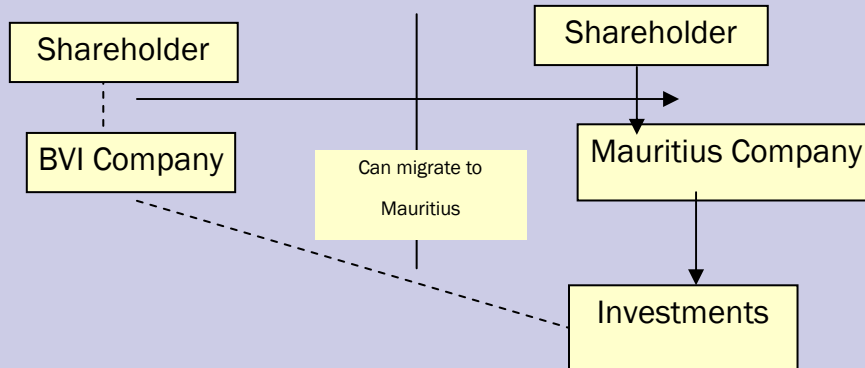 Shareholder
Shareholder
BVI Company
Mauritius Company
Can migrate to
Mauritius
Investments